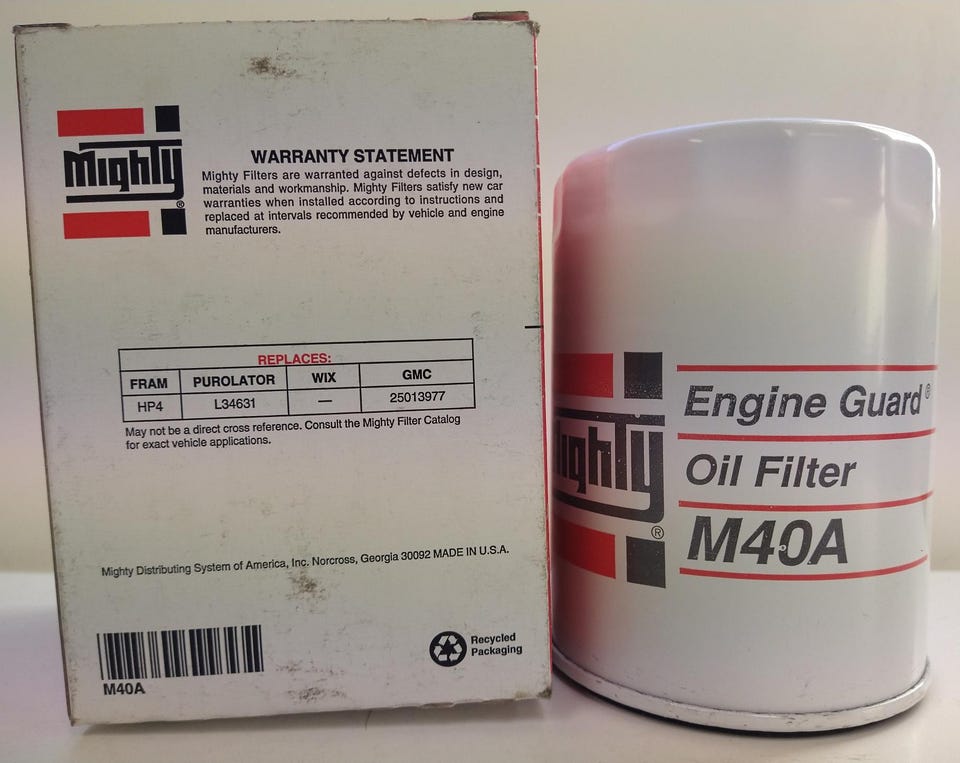 Mighty®
WARRANTY STATEMENT
Mighty Filters are warranted against defects in design,
materials and workmanship. Mighty Filters satisfy new car
warranties when installed according to instructions and
replaced at intervals recommended by vehicle and engine
manufacturers.
REPLACES:
FRAM PUROLATOR WIX GMC
HP4 L34631 — 25013977
May not be a direct cross reference. Consult the Mighty Filter Catalog
for exact vehicle applications.
Mighty Distributing System of America, Inc. Norcross, Georgia 30092 MADE IN U.S.A.
M40A
Recycled
Packaging
Mighty®
Engine Guard®
Oil Filter
M40A